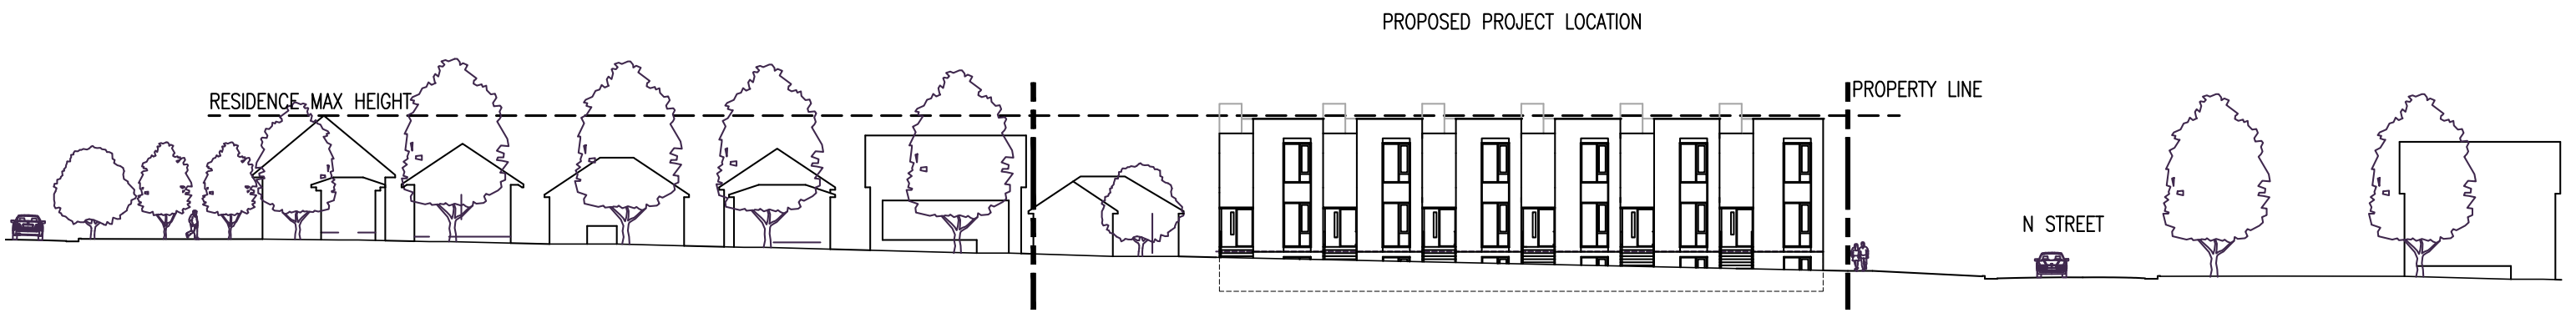 PROPOSED PROJECT LOCATION
RESIDENCE MAX HEIGHT
PROPERTY LINE
N STREET